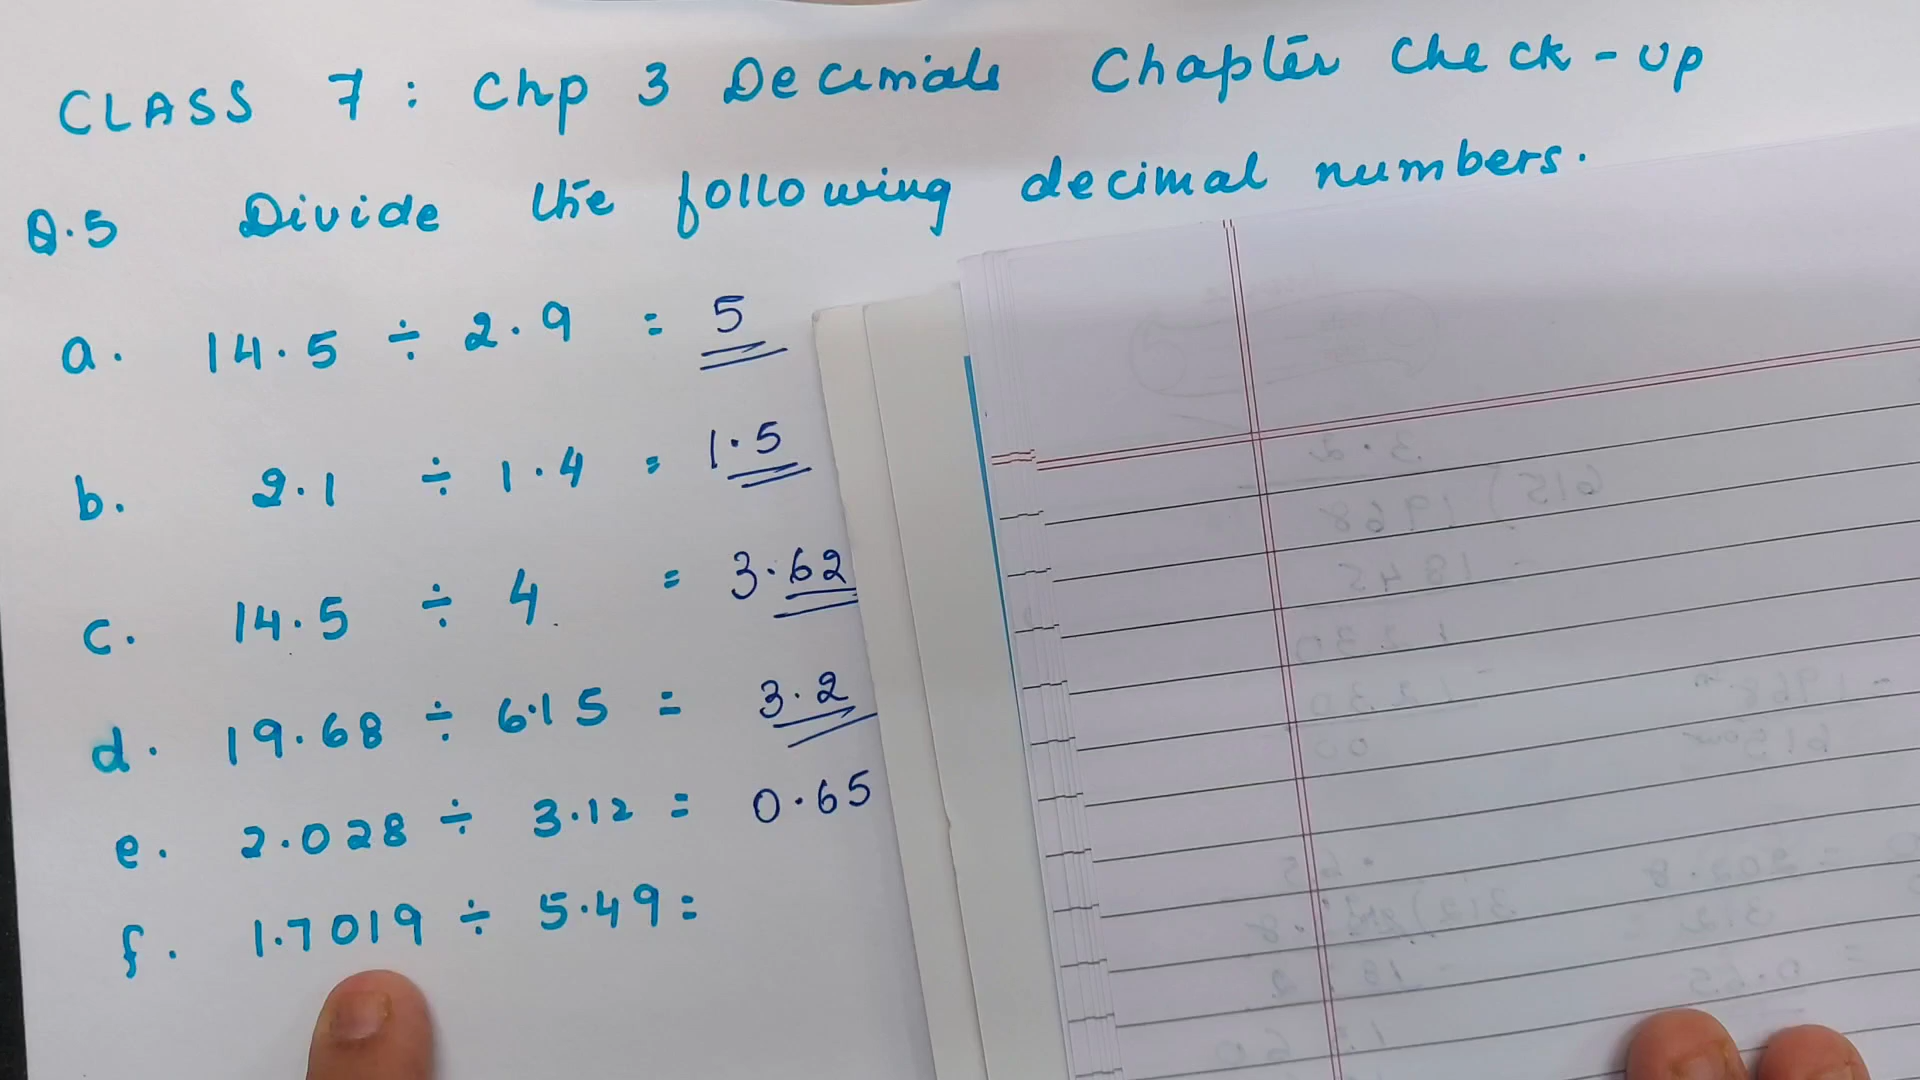 CLASS 7 : Chp 3 Decimals Chapter Check-up
Q.5 Divide the following decimal numbers.
a. 14.5 ÷ 2.9 = 5
b. 2.1 ÷ 1.4 = 1.5
c. 14.5 ÷ 4 = 3.62
d. 19.68 ÷ 6.15 = 3.2
e. 2.028 ÷ 3.12 = 0.65
f. 1.7019 ÷ 5.49 =